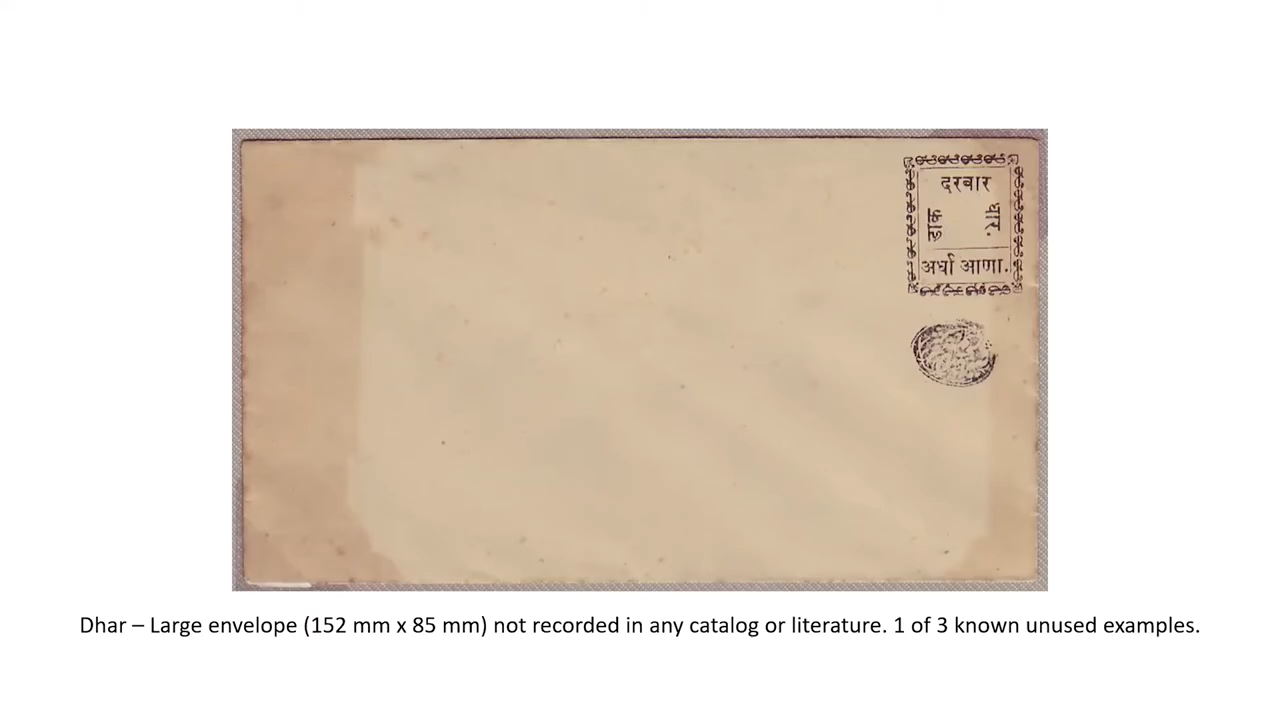 दरबार
धार.
डाक
अर्घा आणा.
Dhar – Large envelope (152 mm x 85 mm) not recorded in any catalog or literature. 1 of 3 known unused examples.